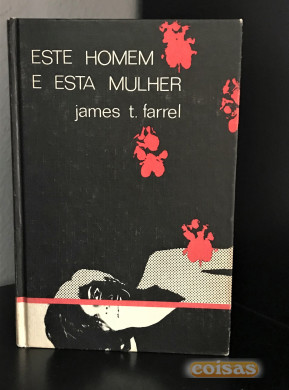 ESTE HOMEM
E ESTA MULHER
james t. farrel
coisas